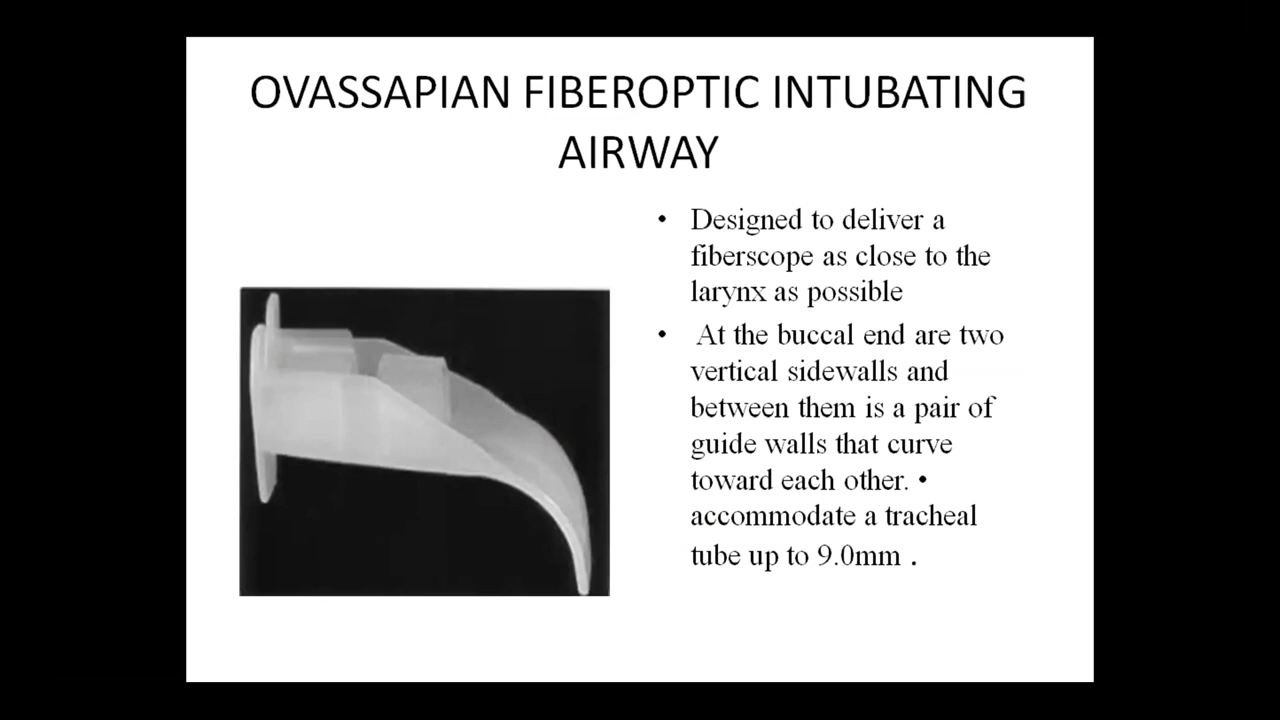 OVASSAPIAN FIBEROPTIC INTUBATING
AIRWAY
• Designed to deliver a
fiberscope as close to the
larynx as possible
• At the buccal end are two
vertical sidewalls and
between them is a pair of
guide walls that curve
toward each other. •
accommodate a tracheal
tube up to 9.0mm .